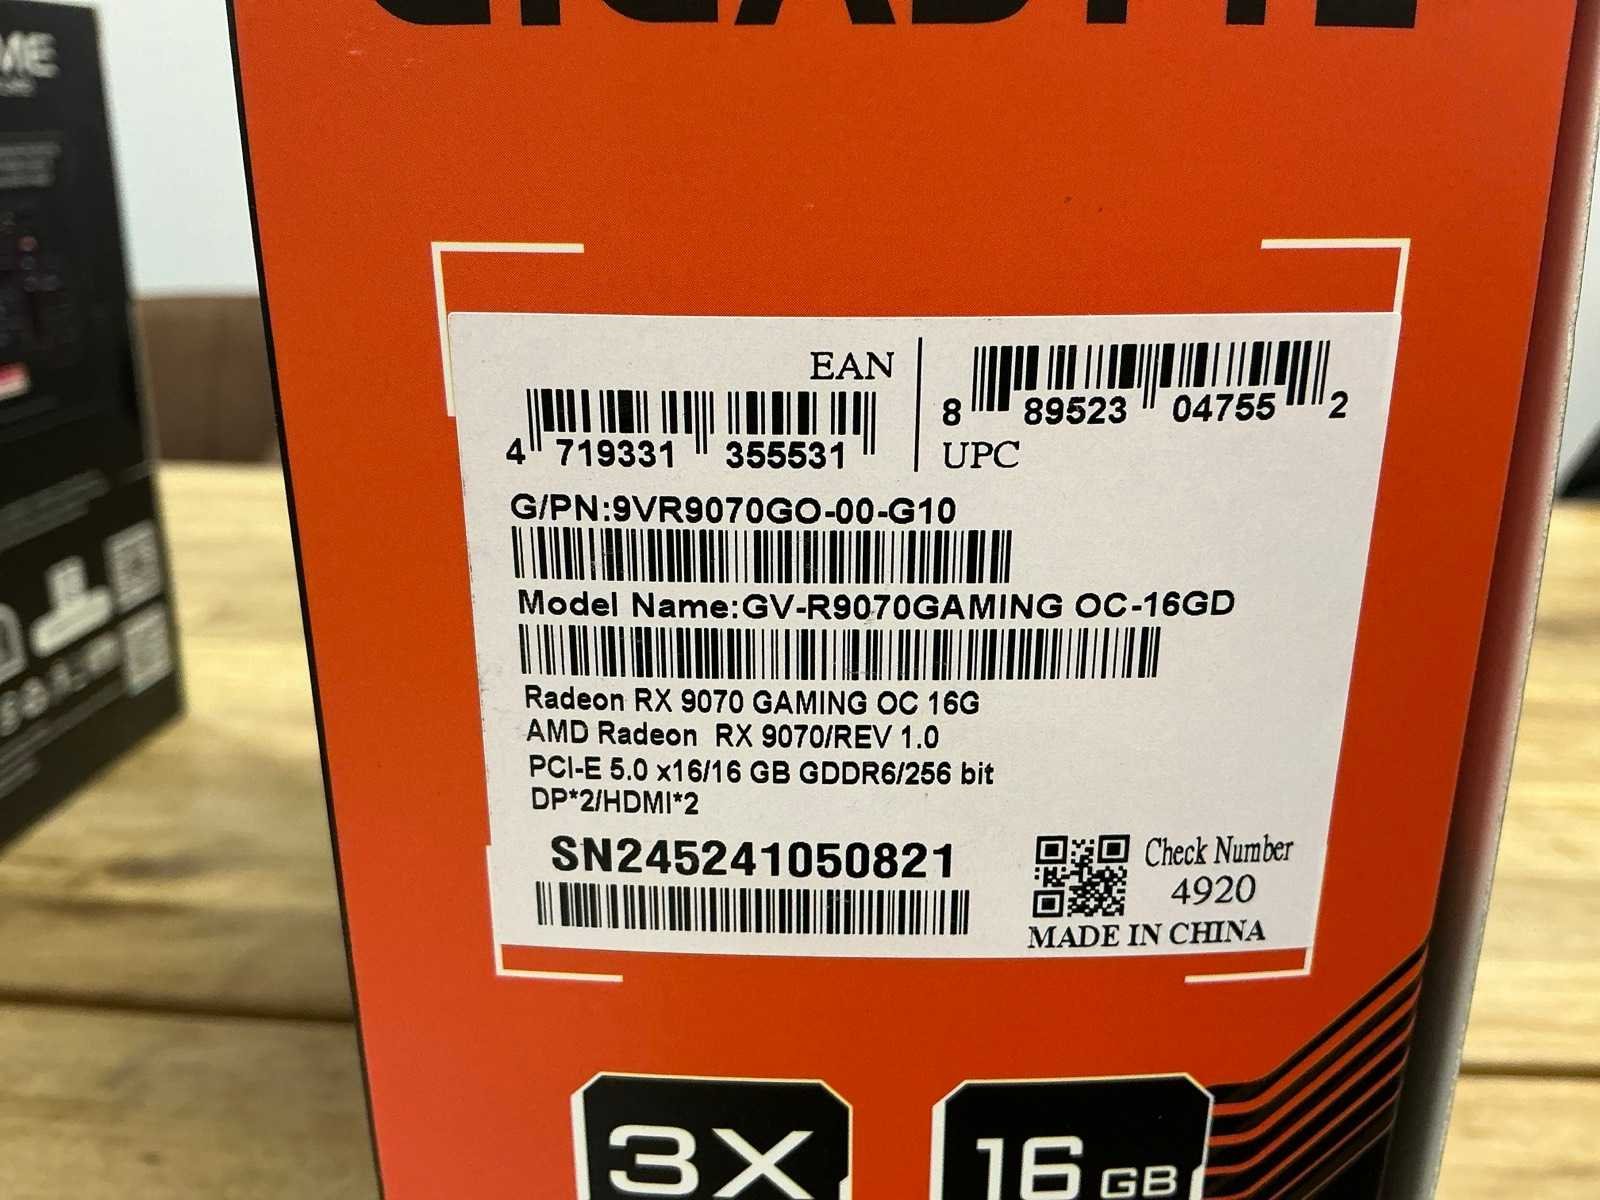 GIGABYTE
EAN
4 719331 355531
8 89523 04755 2
UPC
G/PN:9VR9070GO-00-G10
Model Name:GV-R9070GAMING OC-16GD
Radeon RX 9070 GAMING OC 16G
AMD Radeon RX 9070/REV 1.0
PCI-E 5.0 x16/16 GB GDDR6/256 bit
DP*2/HDMI*2
SN245241050821
Check Number
4920
MADE IN CHINA
3X
16 GB